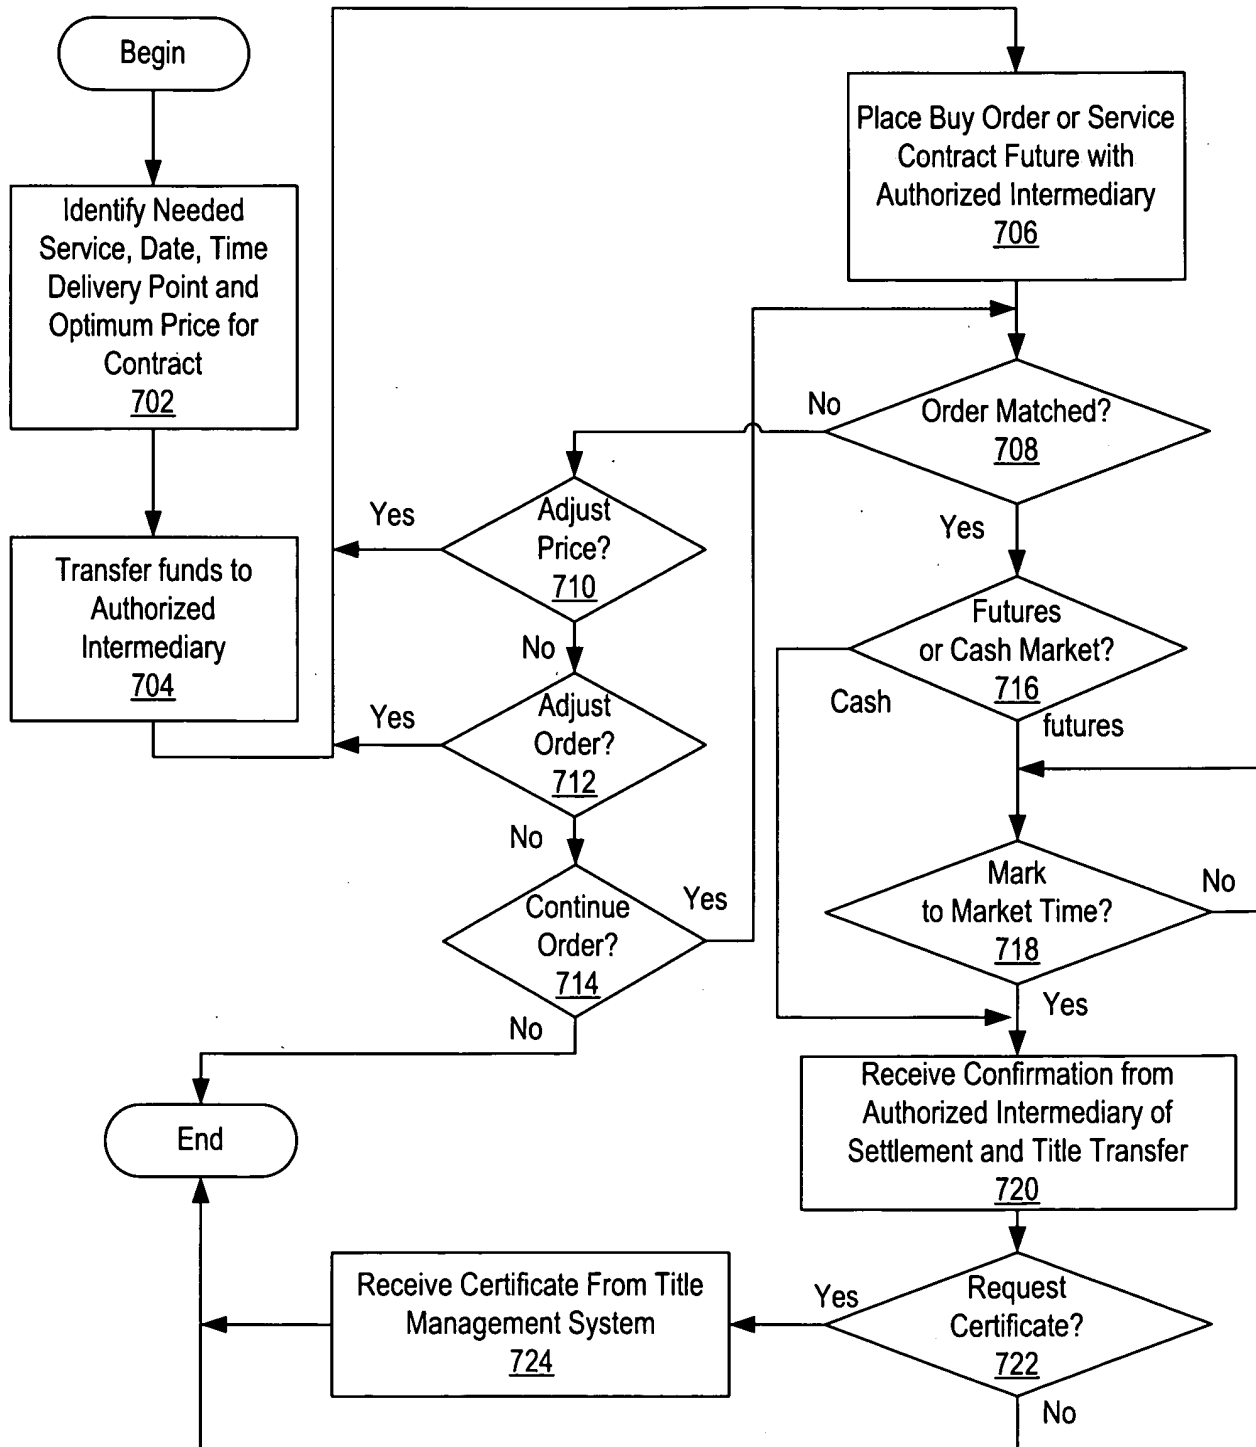 Begin
Identify Needed
Service, Date, Time
Delivery Point and
Optimum Price for
Contract
702
Transfer funds to
Authorized
Intermediary
704
Place Buy Order or Service
Contract Future with
Authorized Intermediary
706
Order Matched?
708
No
Yes
Adjust
Price?
710
Yes
No
Adjust
Order?
712
Yes
No
Continue
Order?
714
Yes
No
Futures
or Cash Market?
716
Cash
futures
Mark
to Market Time?
718
No
Yes
Receive Confirmation from
Authorized Intermediary of
Settlement and Title Transfer
720
Request
Certificate?
722
Yes
No
Receive Certificate From Title
Management System
724
End